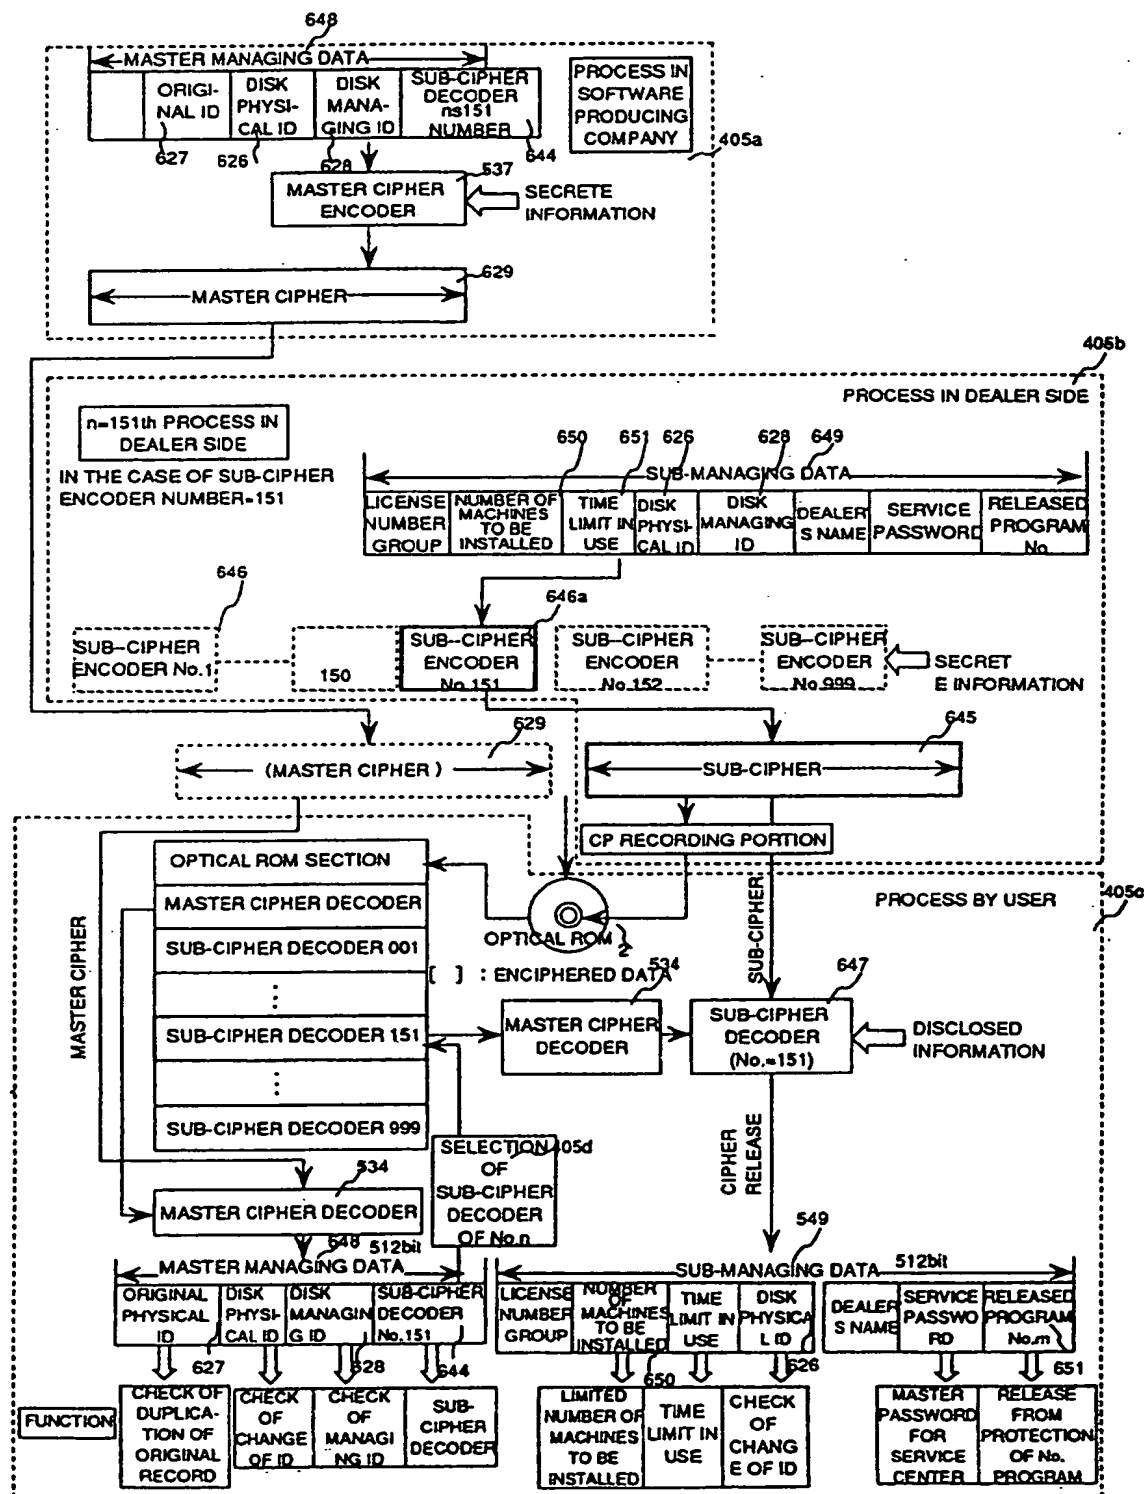 648
MASTER MANAGING DATA
ORIGI-
NAL ID
DISK
PHYSI-
CAL ID
DISK
MANA-
GING ID
SUB-CIPHER
DECODER
ns151
NUMBER
PROCESS IN
SOFTWARE
PRODUCING
COMPANY
405a
627
626
628
644
537
MASTER CIPHER
ENCODER
SECRETE
INFORMATION
629
MASTER CIPHER
405b
PROCESS IN DEALER SIDE
n=151th PROCESS IN
DEALER SIDE
IN THE CASE OF SUB-CIPHER
ENCODER NUMBER=151
650
651
626
628
649
SUB-MANAGING DATA
LICENSE
NUMBER
GROUP
NUMBER OF
MACHINES
TO BE
INSTALLED
TIME
LIMIT IN
USE
DISK
PHYSI-
CAL ID
DISK
MANAGING
ID
DEALER'
S NAME
SERVICE
PASSWORD
RELEASED
PROGRAM
No.
646
646a
SUB-CIPHER
ENCODER No.1
150
SUB--CIPHER
ENCODER
No.151
SUB--CIPHER
ENCODER
No.152
SUB--CIPHER
ENCODER
No.999
SECRET
E INFORMATION
629
(MASTER CIPHER )
645
SUB-CIPHER
CP RECORDING PORTION
PROCESS BY USER
405c
OPTICAL ROM SECTION
MASTER CIPHER DECODER
SUB-CIPHER DECODER 001
⋮
SUB-CIPHER DECODER 151
⋮
SUB-CIPHER DECODER 999
MASTER CIPHER
OPTICAL ROM 2
SUB-CIPHER
[ ] : ENCIPHERED DATA
534
MASTER CIPHER
DECODER
647
SUB-CIPHER
DECODER
(No.=151)
DISCLOSED
INFORMATION
SELECTION
OF
SUB-CIPHER
DECODER
OF No.n
405d
CIPHER
RELEASE
534
MASTER CIPHER DECODER
648
512bit
MASTER MANAGING DATA
549
SUB-MANAGING DATA
512bit
ORIGINAL
PHYSICAL
ID
DISK
PHYSI-
CAL ID
DISK
MANAGIN
G ID
SUB-CIPHER
DECODER
No.151
LICENSE
NUMBER
GROUP
NUMBER
OF
MACHINES
TO BE
INSTALLED
TIME
LIMIT IN
USE
DISK
PHYSICA
L ID
DEALER'
S NAME
SERVICE
PASSWO
RD
RELEASED
PROGRAM
No.m
627
628
644
650
626
651
FUNCTION
CHECK OF
DUPLICA-
TION OF
ORIGINAL
RECORD
CHECK
OF
CHANGE
OF ID
CHECK
OF
MANAGI
NG ID
SUB-
CIPHER
DECODER
LIMITED
NUMBER OF
MACHINES
TO BE
INSTALLED
TIME
LIMIT IN
USE
CHECK
OF
CHANG
E OF ID
MASTER
PASSWORD
FOR
SERVICE
CENTER
RELEASE
FROM
PROTECTION
OF No.
PROGRAM